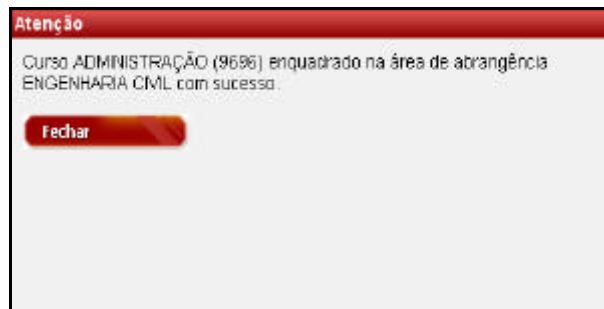 Atenção
Curso ADMINISTRAÇÃO (9696) enquadrado na área de abrangência
ENGENHARIA CIVIL com sucesso.
Fechar